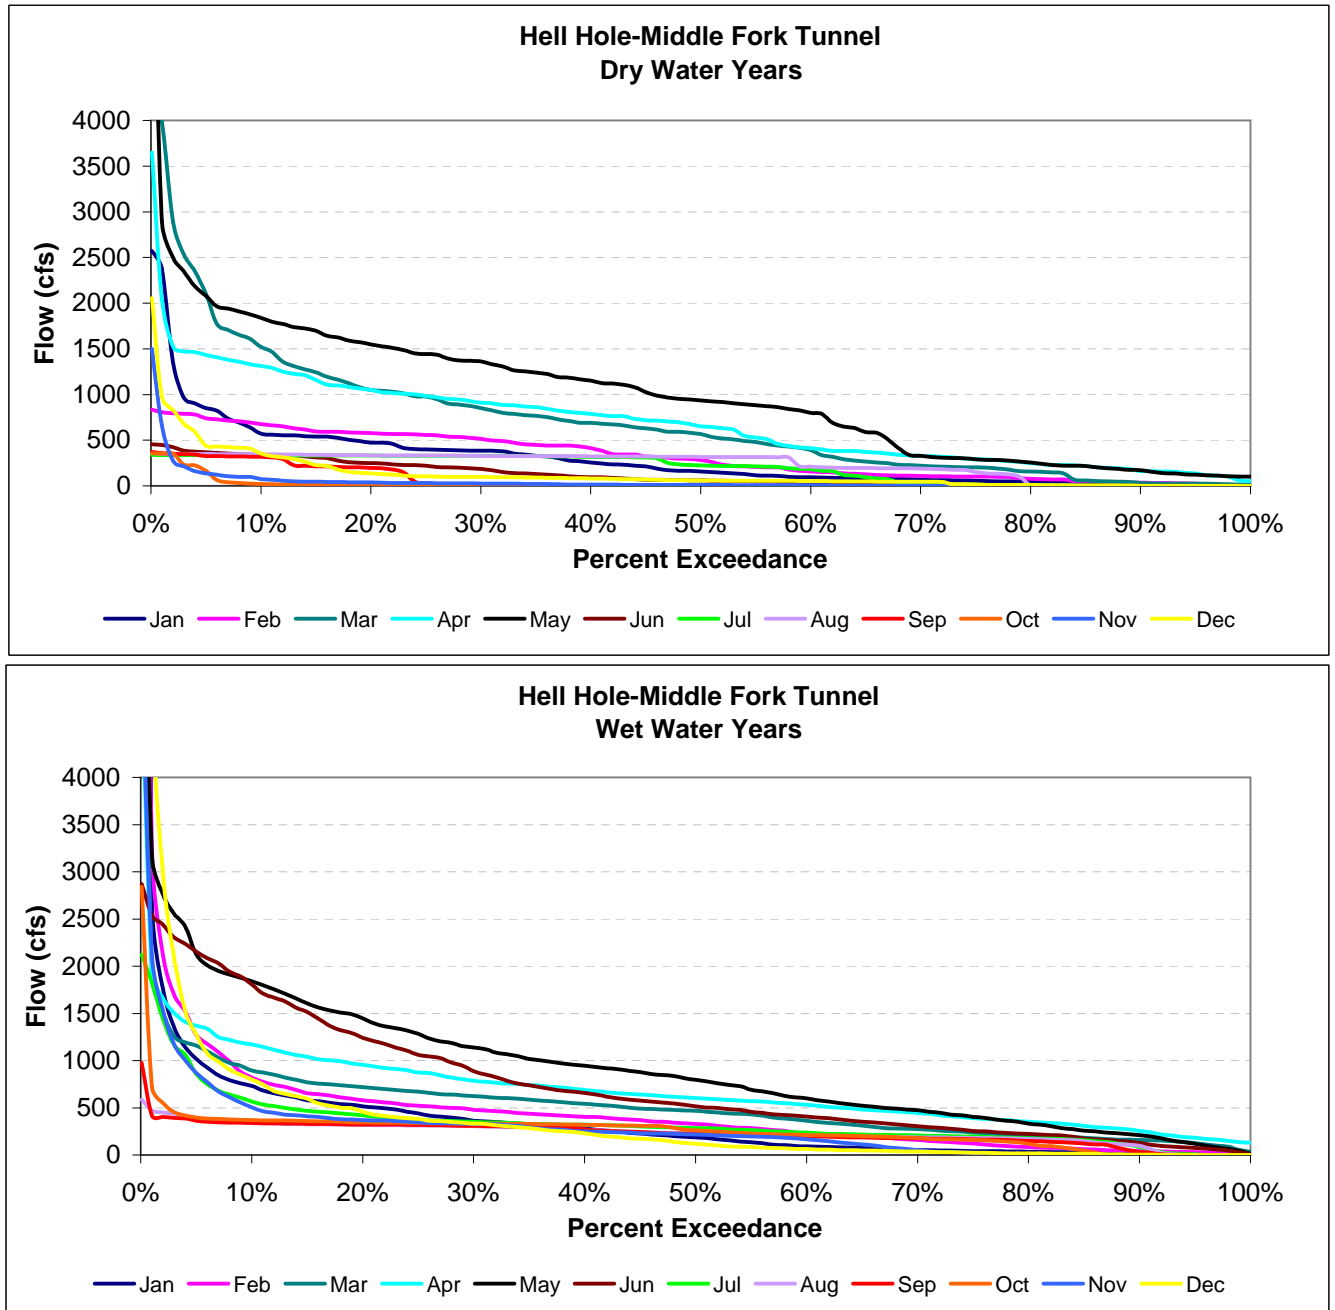 Hell Hole-Middle Fork Tunnel
Dry Water Years
4000
3500
3000
2500
2000
1500
1000
500
0
Flow (cfs)
0% 10% 20% 30% 40% 50% 60% 70% 80% 90% 100%
Percent Exceedance
Jan Feb Mar Apr May Jun Jul Aug Sep Oct Nov Dec
Hell Hole-Middle Fork Tunnel
Wet Water Years
4000
3500
3000
2500
2000
1500
1000
500
0
Flow (cfs)
0% 10% 20% 30% 40% 50% 60% 70% 80% 90% 100%
Percent Exceedance
Jan Feb Mar Apr May Jun Jul Aug Sep Oct Nov Dec